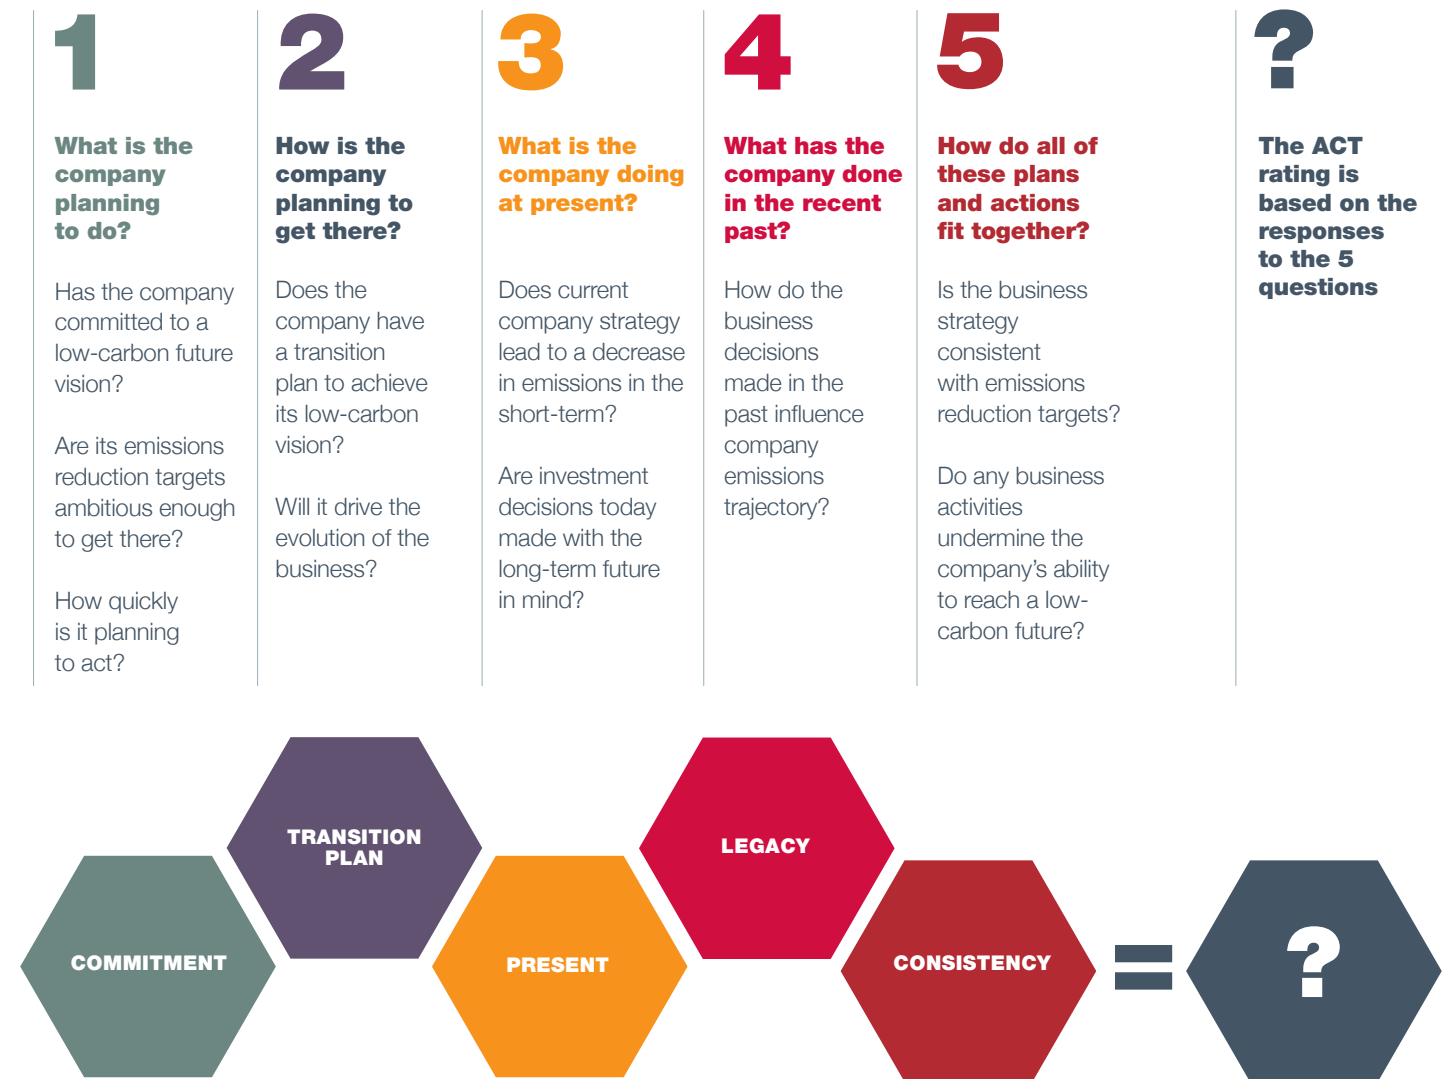 1
What is the
company
planning
to do?
Has the company
committed to a
low-carbon future
vision?
Are its emissions
reduction targets
ambitious enough
to get there?
How quickly
is it planning
to act?
2
How is the
company
planning to
get there?
Does the
company have
a transition
plan to achieve
its low-carbon
vision?
Will it drive the
evolution of the
business?
3
What is the
company doing
at present?
Does current
company strategy
lead to a decrease
in emissions in the
short-term?
Are investment
decisions today
made with the
long-term future
in mind?
4
What has the
company done
in the recent
past?
How do the
business
decisions
made in the
past influence
company
emissions
trajectory?
5
How do all of
these plans
and actions
fit together?
Is the business
strategy
consistent
with emissions
reduction targets?
Do any business
activities
undermine the
company’s ability
to reach a low-
carbon future?
?
The ACT
rating is
based on the
responses
to the 5
questions
COMMITMENT
TRANSITION
PLAN
PRESENT
LEGACY
CONSISTENCY
=
?